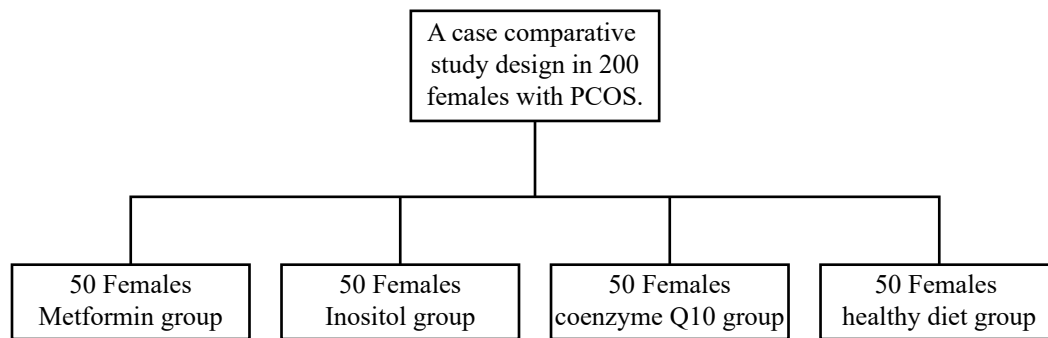 A case comparative
study design in 200
females with PCOS.
50 Females
Metformin group
50 Females
Inositol group
50 Females
coenzyme Q10 group
50 Females
healthy diet group